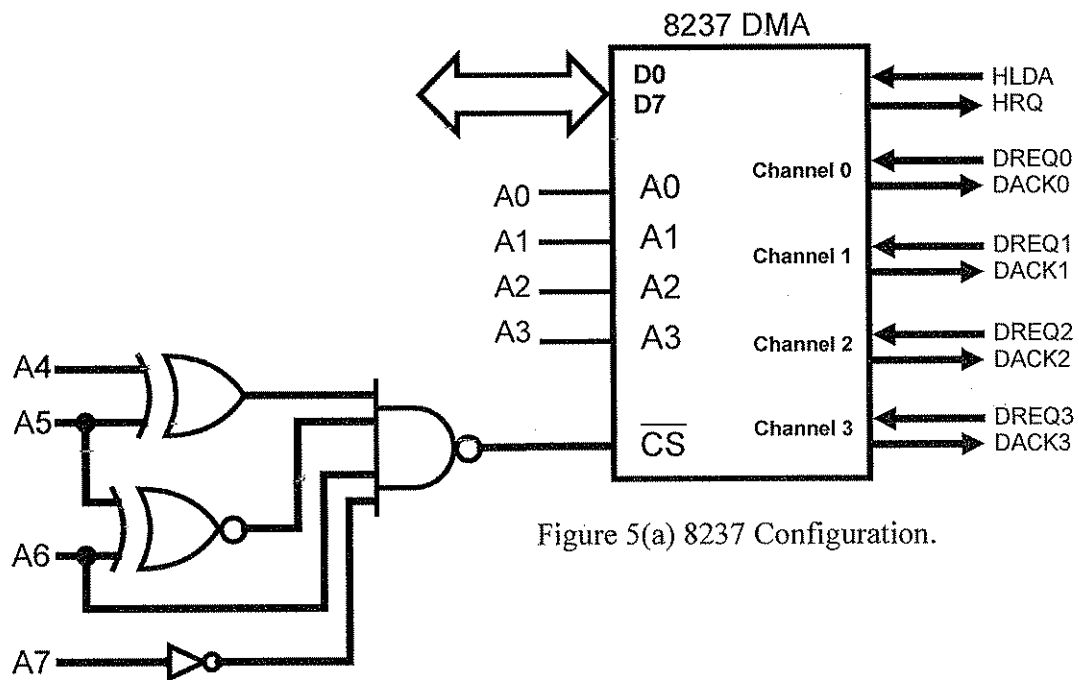 8237 DMA
D0
D7
HLDA
HRQ
Channel 0
DREQ0
DACK0
A0
A0
A1
A1
Channel 1
DREQ1
DACK1
A2
A2
A3
A3
Channel 2
DREQ2
DACK2
A4
A5
CS
Channel 3
DREQ3
DACK3
A6
A7
Figure 5(a) 8237 Configuration.